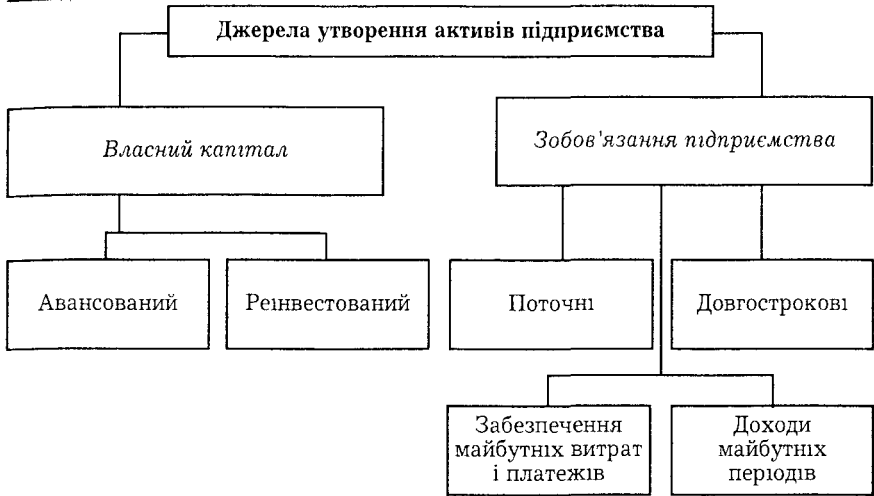 Джерела утворення активів підприємства
Власний капітал
Зобов'язання підприємства
Авансований
Реінвестований
Поточні
Довгострокові
Забезпечення
майбутніх витрат
і платежів
Доходи
майбутніх
періодів